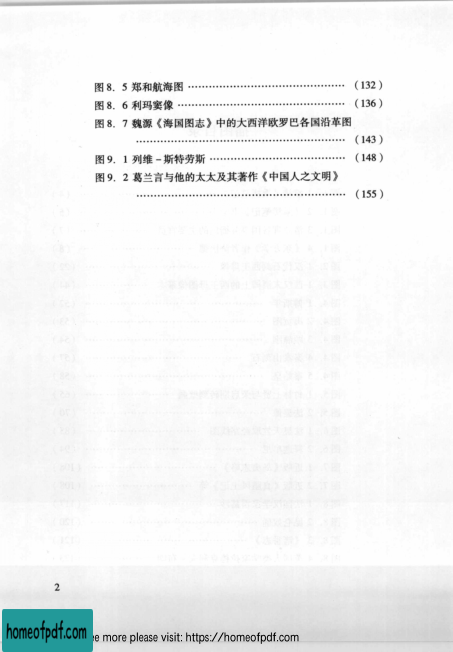 图8．5 郑和航海图 ………………………………………（132）
图8．6 利玛窦像 …………………………………………（136）
图8．7 魏源《海国图志》中的大西洋欧罗巴各国沿革图
……………………………………………（143）
图9．1 列维－斯特劳斯 …………………………………（148）
图9．2 葛兰言与他的太太及其著作《中国人之文明》
……………………………………………（155）
2
homeofpdf.com
e more please visit: https://homeofpdf.com